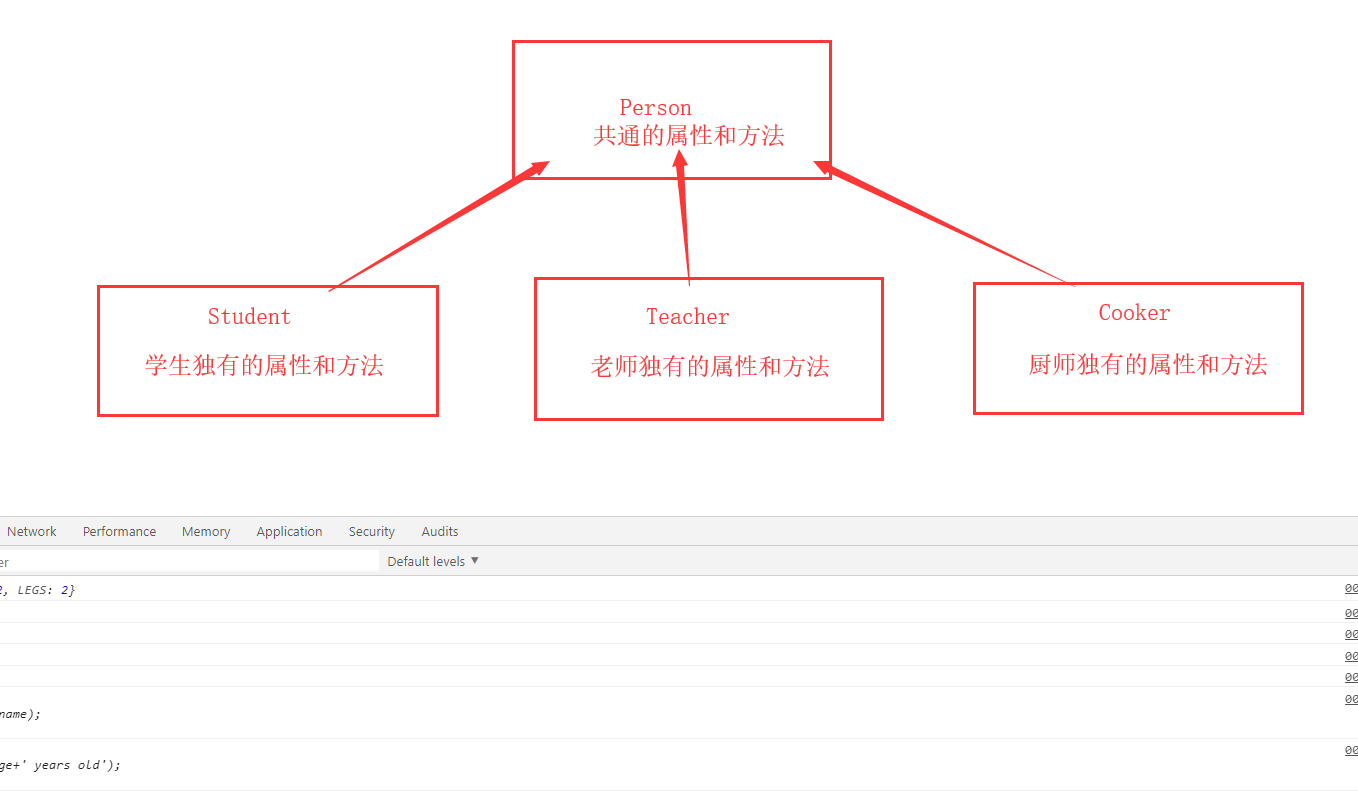 Person
共通的属性和方法
Student
学生独有的属性和方法
Teacher
老师独有的属性和方法
Cooker
厨师独有的属性和方法
Network Performance Memory Application Security Audits
er Default levels ▼
2, LEGS: 2} 00
00
00
00
00
name); 00
ge+' years old'); 00